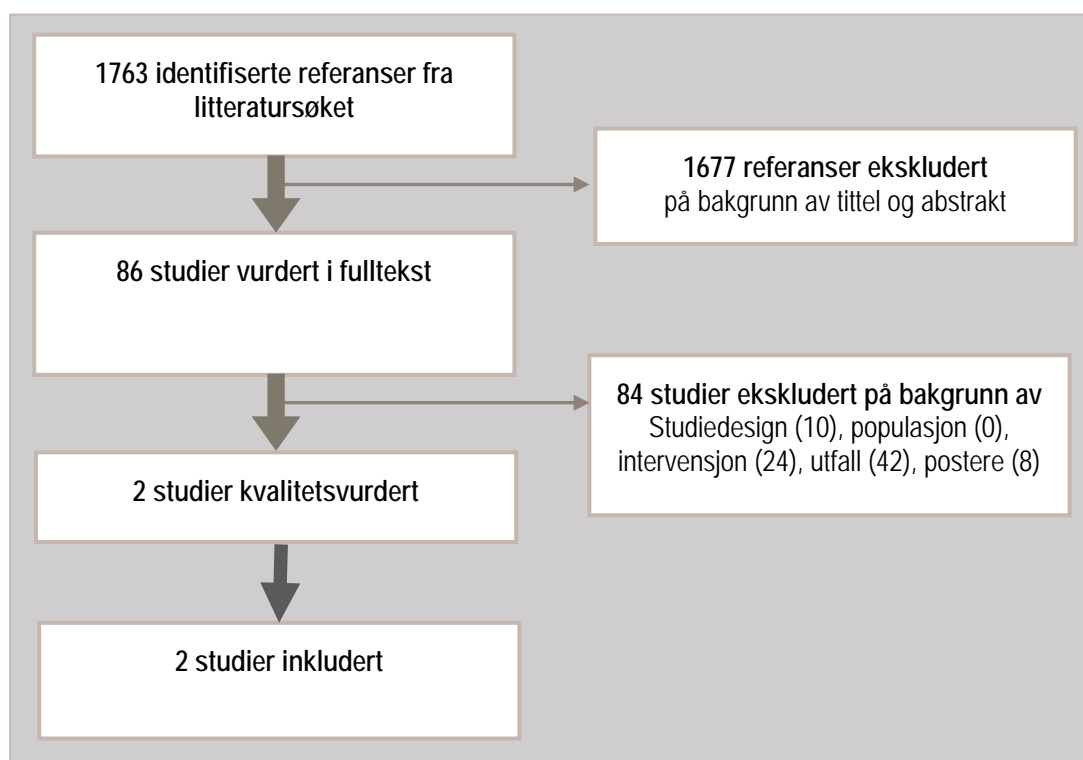 1763 identifiserte referanser fra
litteratursøket
1677 referanser ekskludert
på bakgrunn av tittel og abstrakt
86 studier vurdert i fulltekst
84 studier ekskludert på bakgrunn av
Studiedesign (10), populasjon (0),
intervensjon (24), utfall (42), postere (8)
2 studier kvalitetsvurdert
2 studier inkludert